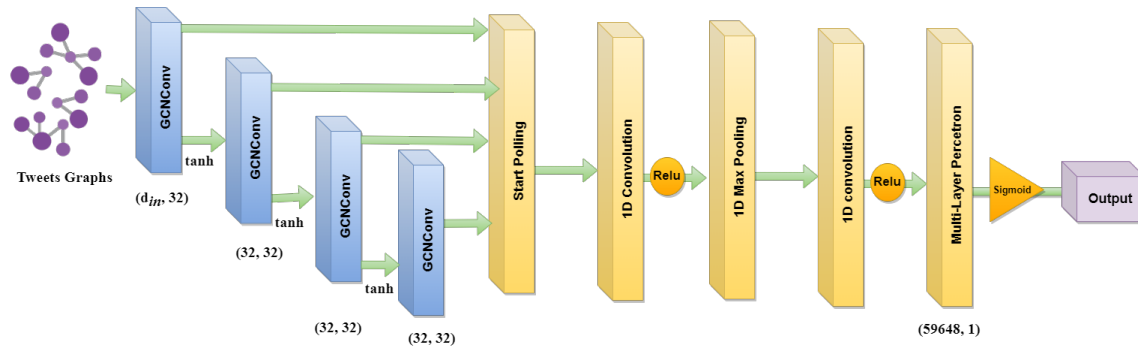 Tweets Graphs
GCNConv
(d_in, 32)
tanh
GCNConv
(32, 32)
tanh
GCNConv
(32, 32)
tanh
GCNConv
(32, 32)
Start Polling
1D Convolution
Relu
1D Max Pooling
1D convolution
Relu
Multi-Layer Percetron
(59648, 1)
Sigmoid
Output